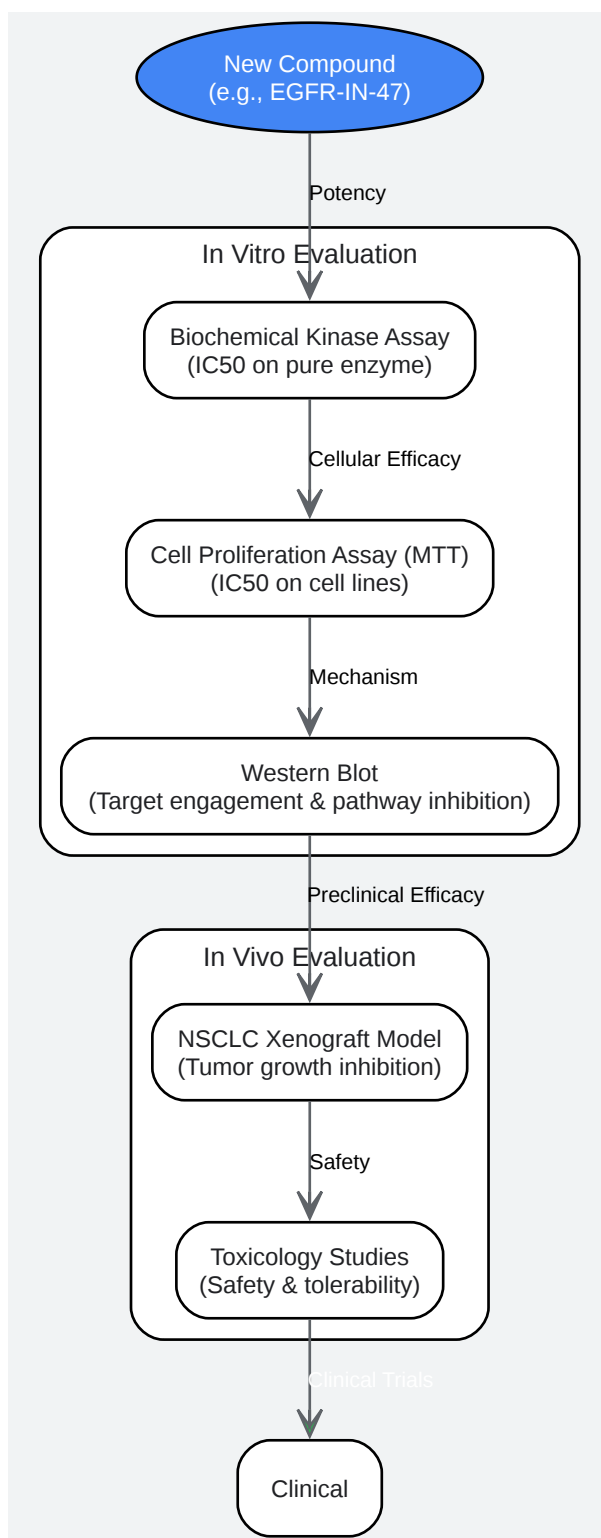 New Compound
(e.g., EGFR-IN-47)
Potency
In Vitro Evaluation
Biochemical Kinase Assay
(IC50 on pure enzyme)
Cellular Efficacy
Cell Proliferation Assay (MTT)
(IC50 on cell lines)
Mechanism
Western Blot
(Target engagement & pathway inhibition)
Preclinical Efficacy
In Vivo Evaluation
NSCLC Xenograft Model
(Tumor growth inhibition)
Safety
Toxicology Studies
(Safety & tolerability)
Clinical Trials
Clinical